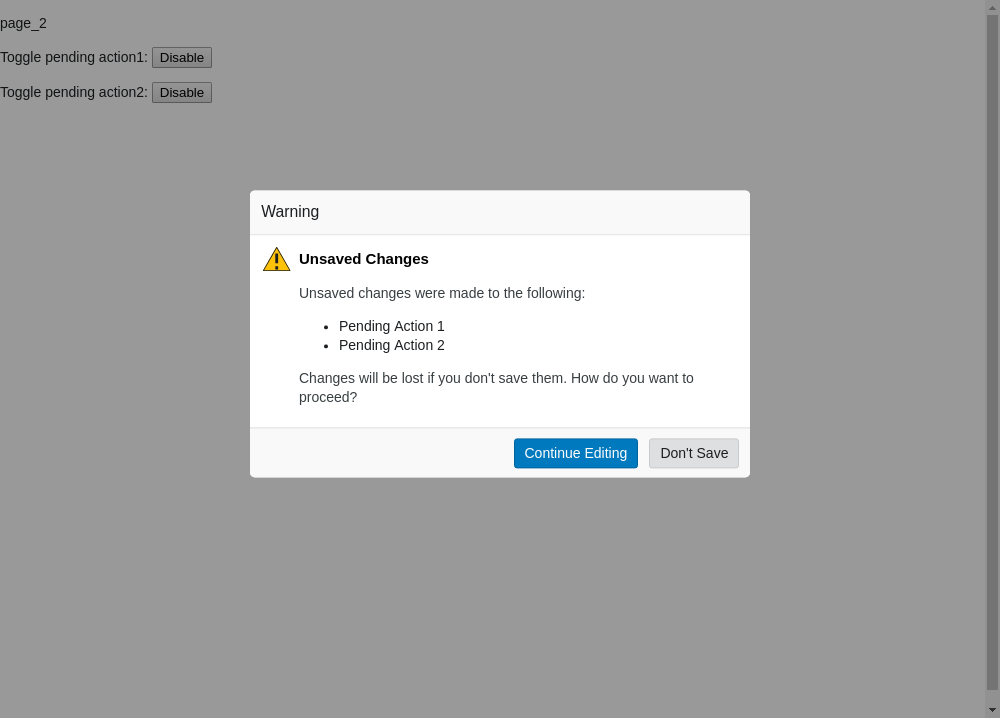 page_2
Toggle pending action1: Disable
Toggle pending action2: Disable
Warning
Unsaved Changes
Unsaved changes were made to the following:
• Pending Action 1
• Pending Action 2
Changes will be lost if you don't save them. How do you want to
proceed?
Continue Editing Don't Save